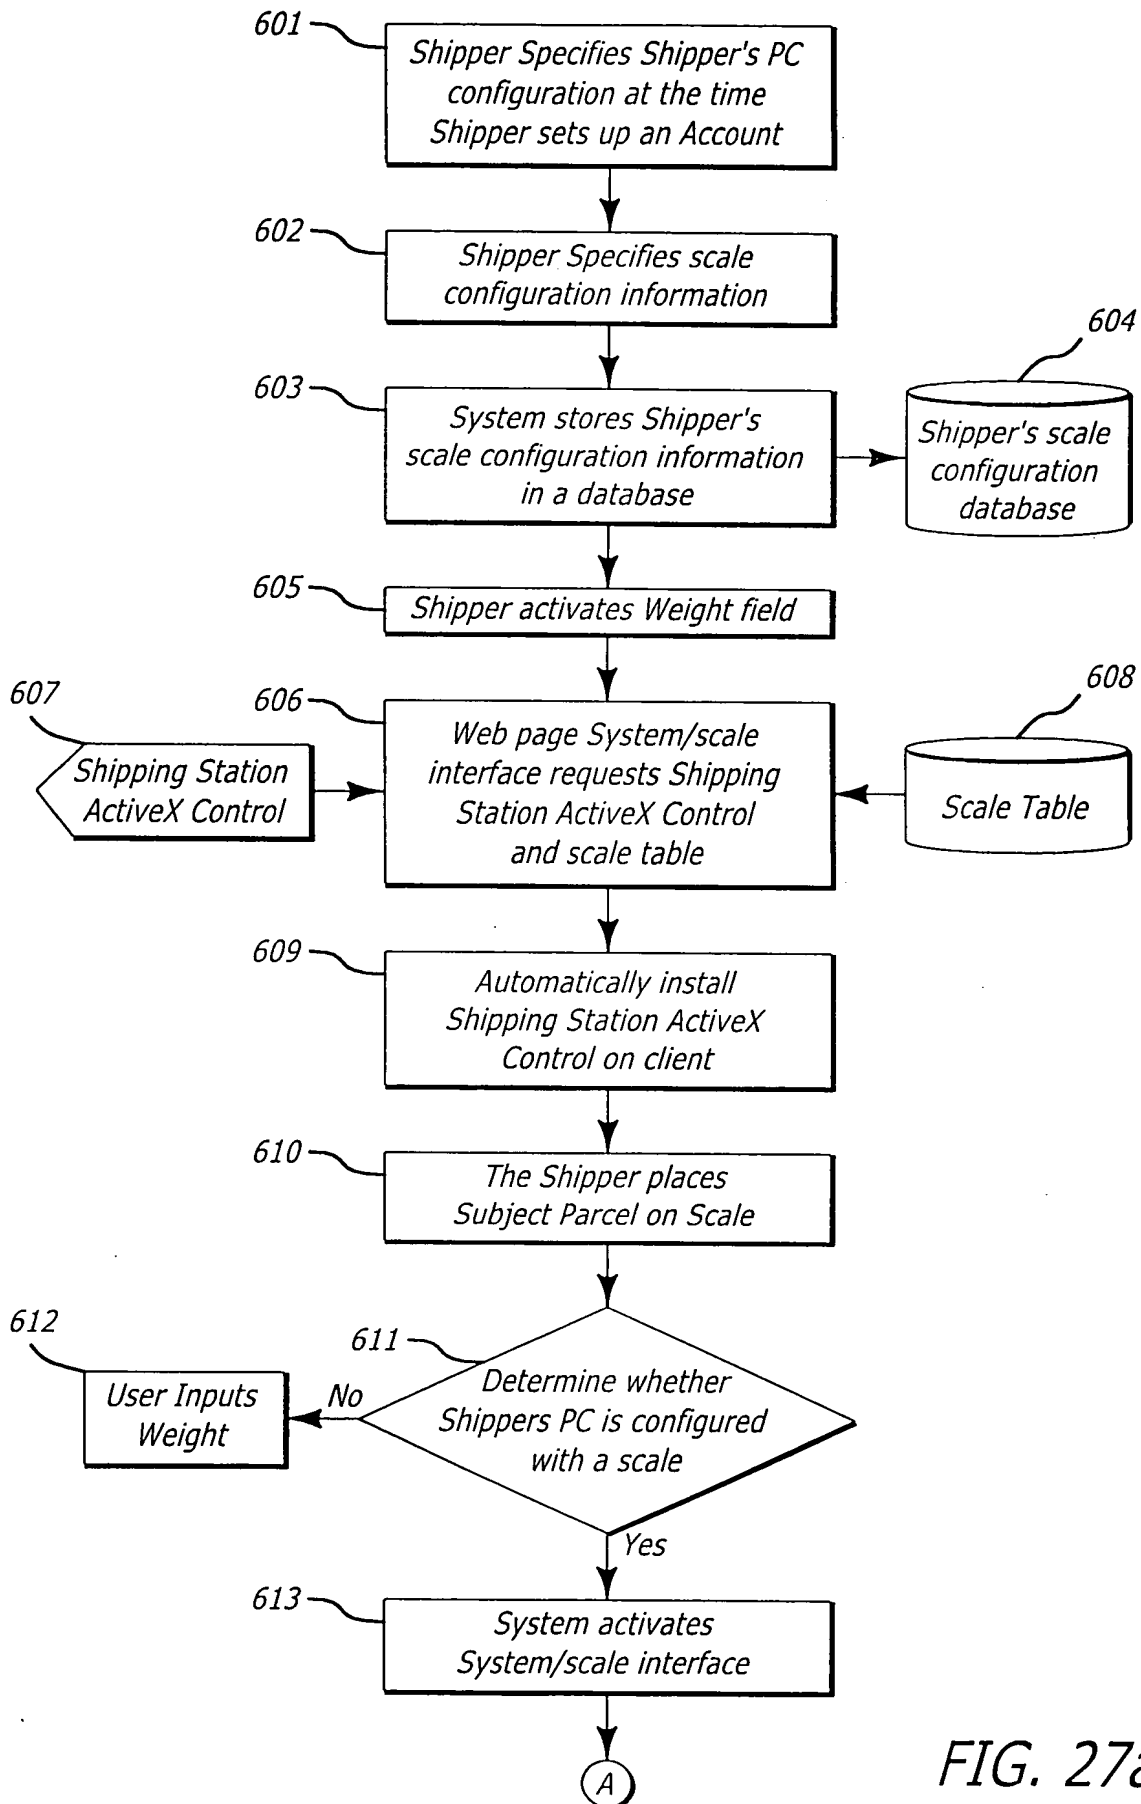 601
Shipper Specifies Shipper's PC
configuration at the time
Shipper sets up an Account
602
Shipper Specifies scale
configuration information
603
System stores Shipper's
scale configuration information
in a database
604
Shipper's scale
configuration
database
605
Shipper activates Weight field
606
Web page System/scale
interface requests Shipping
Station ActiveX Control
and scale table
607
Shipping Station
ActiveX Control
608
Scale Table
609
Automatically install
Shipping Station ActiveX
Control on client
610
The Shipper places
Subject Parcel on Scale
611
Determine whether
Shippers PC is configured
with a scale
No
612
User Inputs
Weight
Yes
613
System activates
System/scale interface
A
FIG. 27a